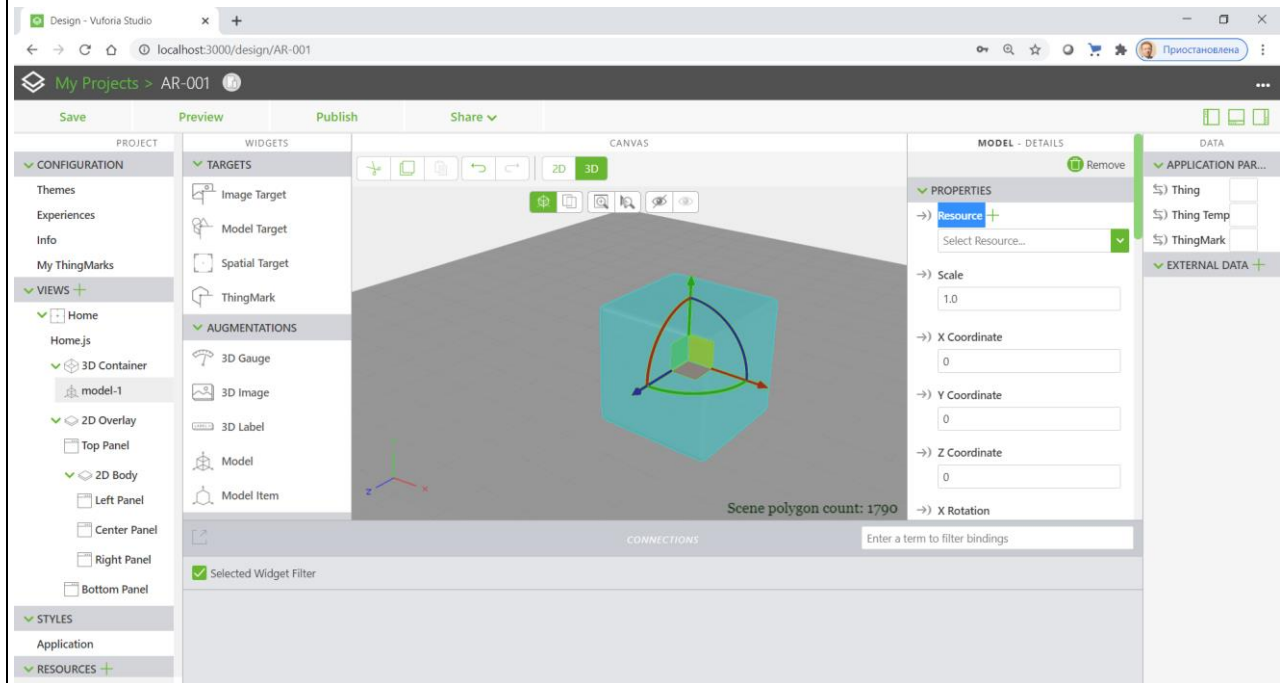 Design - Vuforia Studio
localhost:3000/design/AR-001
Приостановлена
My Projects > AR-001
Save
Preview
Publish
Share
PROJECT
CONFIGURATION
Themes
Experiences
Info
My ThingMarks
VIEWS
Home
Home.js
3D Container
model-1
2D Overlay
Top Panel
2D Body
Left Panel
Center Panel
Right Panel
Bottom Panel
STYLES
Application
RESOURCES
WIDGETS
TARGETS
Image Target
Model Target
Spatial Target
ThingMark
AUGMENTATIONS
3D Gauge
3D Image
3D Label
Model
Model Item
CANVAS
2D
3D
z
x
Scene polygon count: 1790
MODEL - DETAILS
Remove
PROPERTIES
Resource
Select Resource...
Scale
1.0
X Coordinate
0
Y Coordinate
0
Z Coordinate
0
X Rotation
DATA
APPLICATION PAR...
Thing
Thing Temp
ThingMark
EXTERNAL DATA
CONNECTIONS
Enter a term to filter bindings
Selected Widget Filter